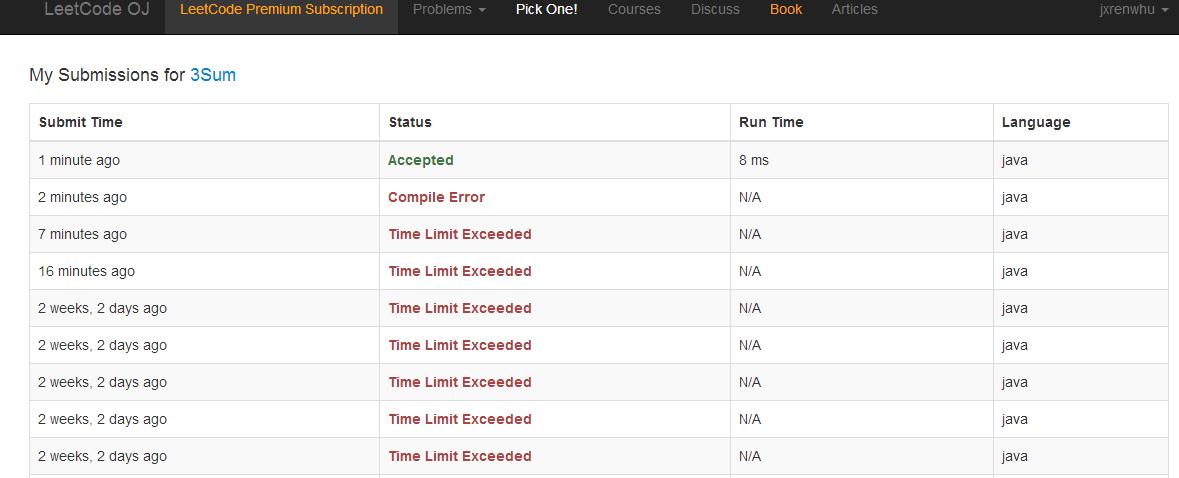 LeetCode OJ LeetCode Premium Subscription Problems Pick One! Courses Discuss Book Articles jxrenwhu
My Submissions for 3Sum
Submit Time Status Run Time Language
1 minute ago Accepted 8 ms java
2 minutes ago Compile Error N/A java
7 minutes ago Time Limit Exceeded N/A java
16 minutes ago Time Limit Exceeded N/A java
2 weeks, 2 days ago Time Limit Exceeded N/A java
2 weeks, 2 days ago Time Limit Exceeded N/A java
2 weeks, 2 days ago Time Limit Exceeded N/A java
2 weeks, 2 days ago Time Limit Exceeded N/A java
2 weeks, 2 days ago Time Limit Exceeded N/A java